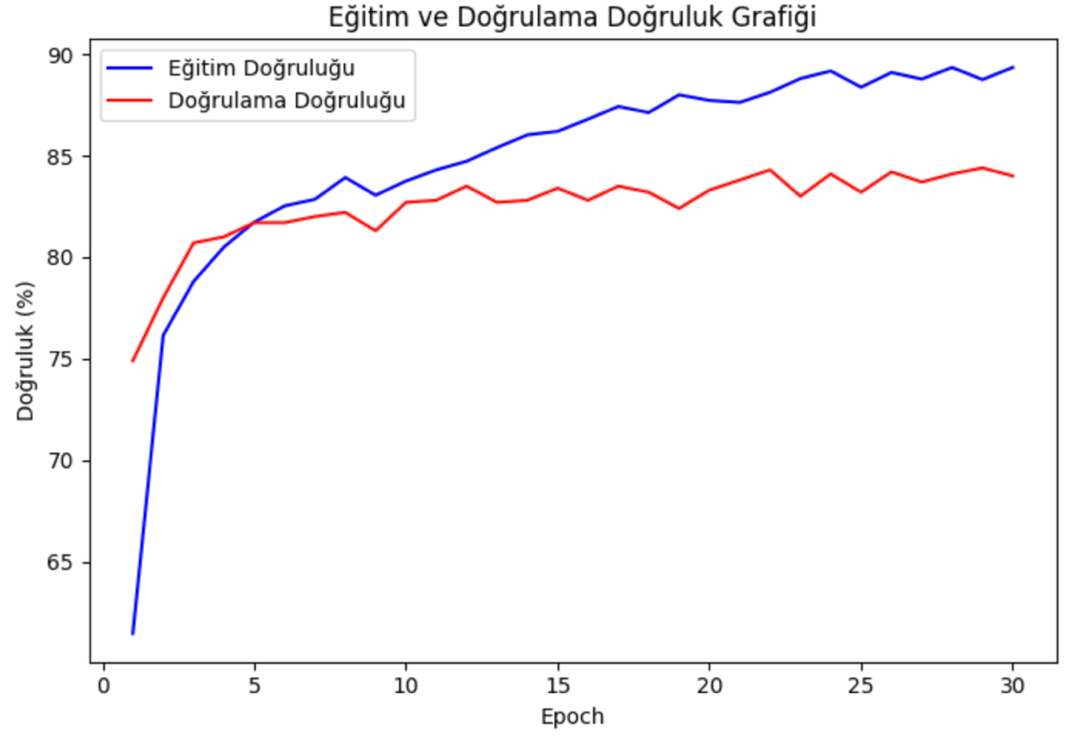 Eğitim ve Doğrulama Doğruluk Grafiği
Eğitim Doğruluğu
Doğrulama Doğruluğu
Doğruluk (%)
90
85
80
75
70
65
0 5 10 15 20 25 30
Epoch